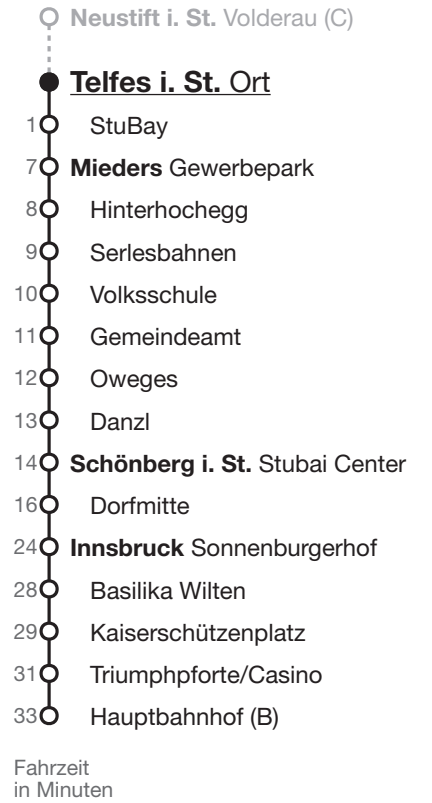 Neustift i. St. Volderau (C)
Telfes i. St. Ort
1 StuBay
7 Mieders Gewerbepark
8 Hinterhochegg
9 Serlesbahnen
10 Volksschule
11 Gemeindeamt
12 Oweges
13 Danzl
14 Schönberg i. St. Stubai Center
16 Dorfmitte
24 Innsbruck Sonnenburgerhof
28 Basilika Wilten
29 Kaiserschützenplatz
31 Triumphpforte/Casino
33 Hauptbahnhof (B)
Fahrzeit
in Minuten